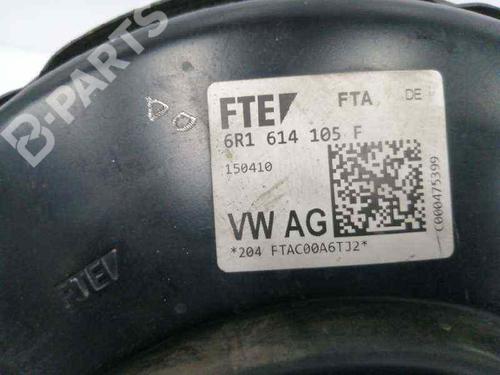 B-PARTS
FTE FTA DE
6R1 614 105 F
150410
VW AG
*204 FTAC00A6TJ2*
C000475399
FTE